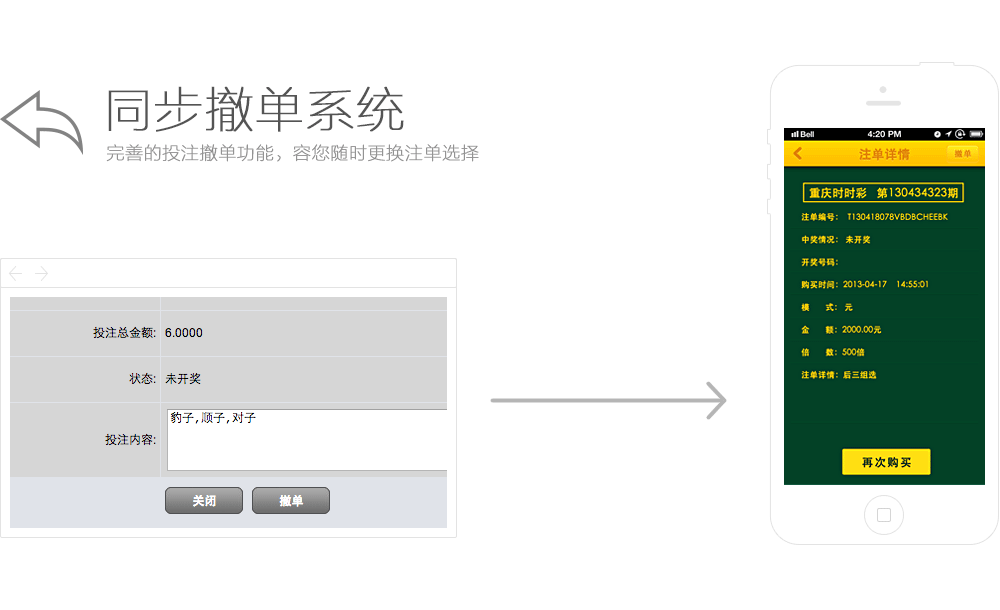 同步撤单系统
完善的投注撤单功能，容您随时更换注单选择
投注总金额: 6.0000
状态: 未开奖
投注内容: 豹子,顺子,对子
关闭 撤单
Bell 4:20 PM
注单详情 撤单
重庆时时彩 第130434323期
注单编号: T130418078VBDBCHEEBK
中奖情况: 未开奖
开奖号码:
购买时间: 2013-04-17 14:55:01
模 式: 元
金 额: 2000.00元
倍 数: 500倍
注单详情: 后三组选
再次购买